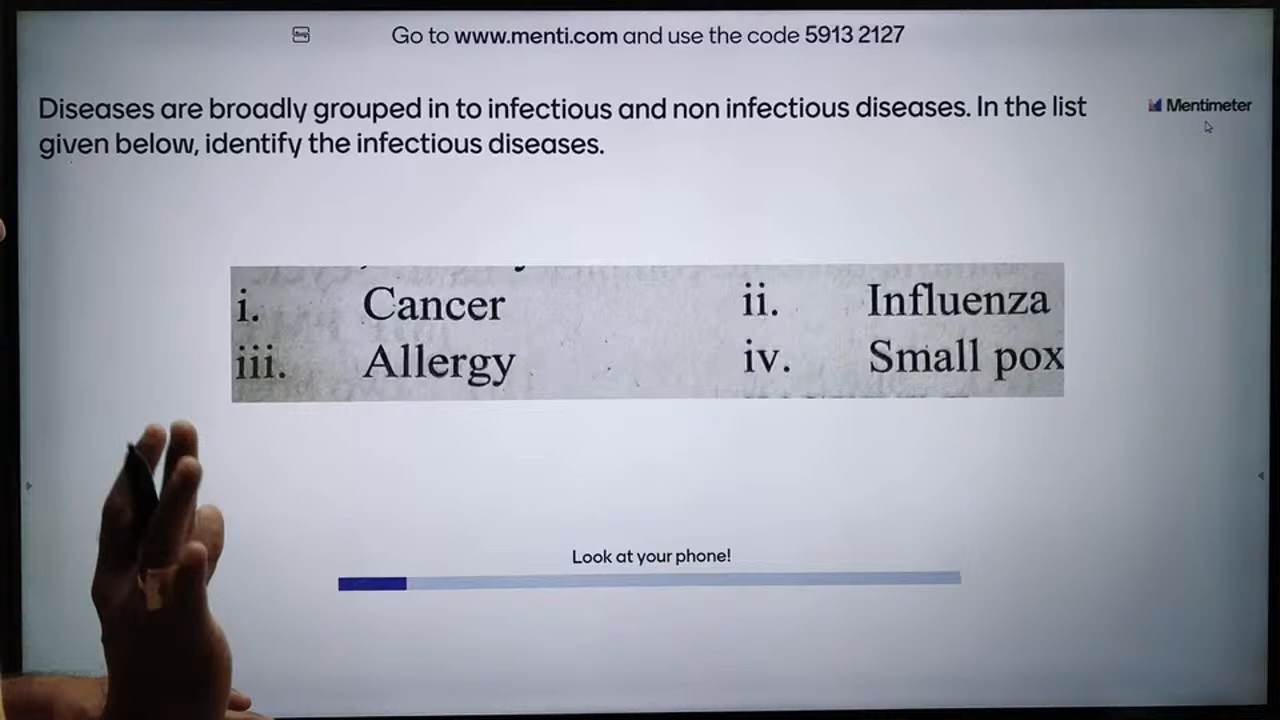 Go to www.menti.com and use the code 5913 2127
Diseases are broadly grouped in to infectious and non infectious diseases. In the list
given below, identify the infectious diseases.
Mentimeter
i. Cancer ii. Influenza
iii. Allergy iv. Small pox
Look at your phone!